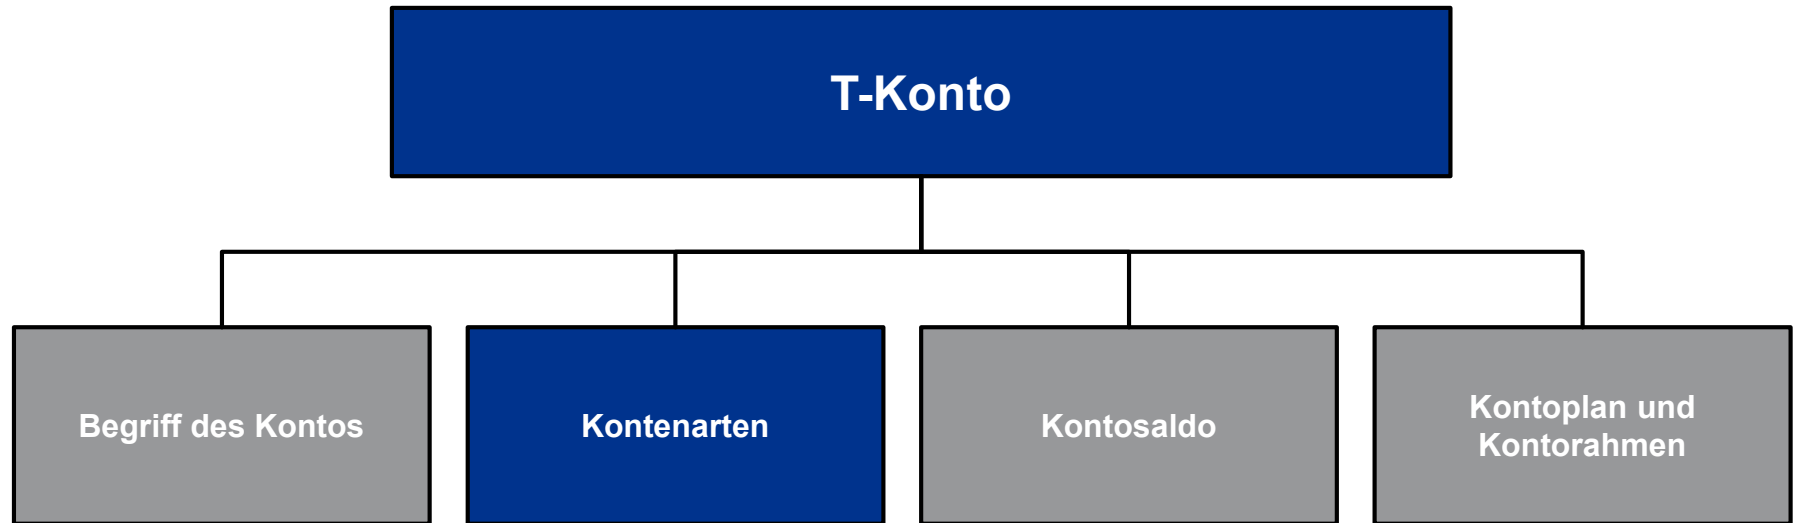 T-Konto
Begriff des Kontos
Kontenarten
Kontosaldo
Kontoplan und
Kontorahmen